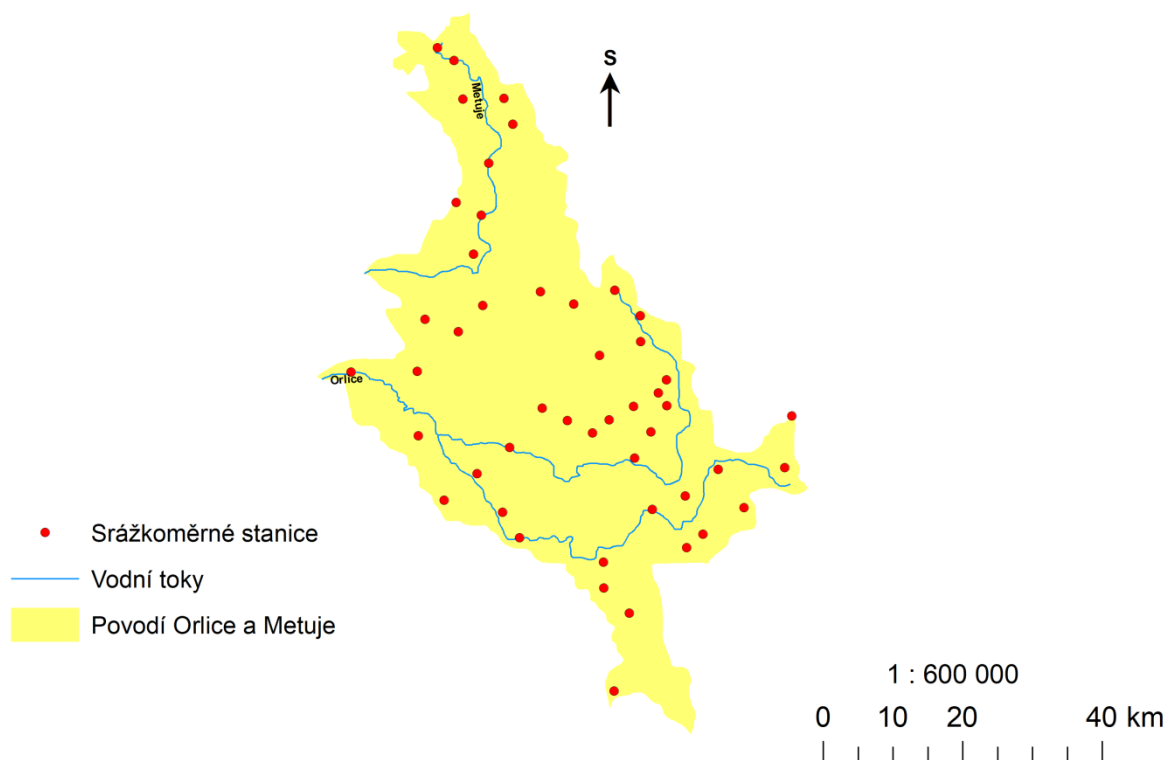 S
Metuje
Orlice
Srážkoměrné stanice
Vodní toky
Povodí Orlice a Metuje
1 : 600 000
0 10 20 40 km